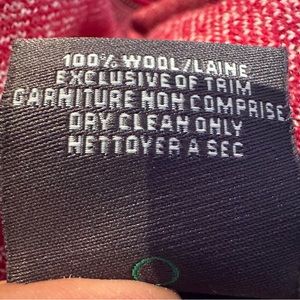 100% WOOL/LAINE
EXCLUSIVE OF TRIM
GARNITURE NON COMPRISE
DRY CLEAN ONLY
NETTOYER A SEC